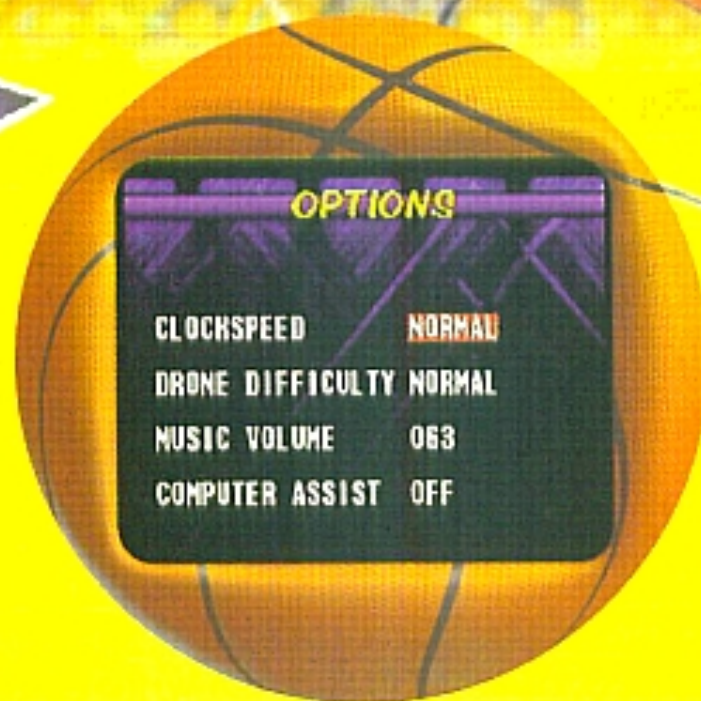 OPTIONS
CLOCKSPEED NORMAL
DRONE DIFFICULTY NORMAL
MUSIC VOLUME 063
COMPUTER ASSIST OFF